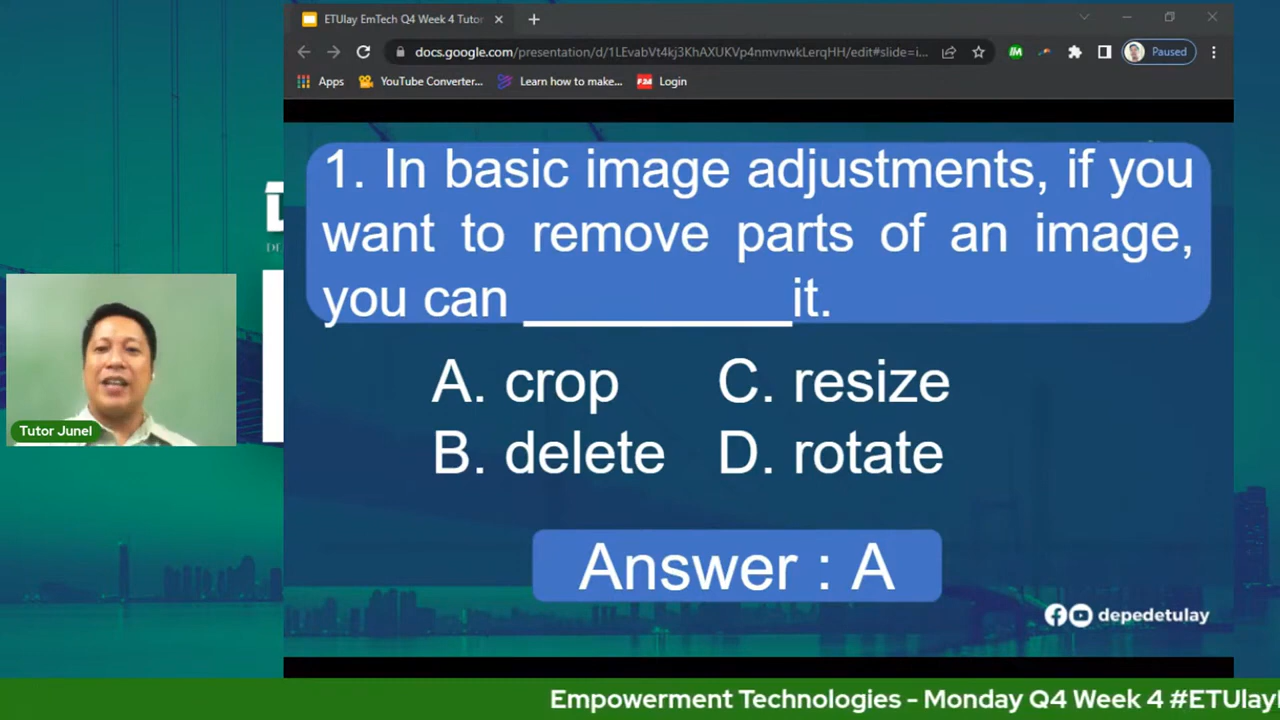 ETUlay EmTech Q4 Week 4 Tutor
docs.google.com/presentation/d/1LEvabVt4kj3KhAXUKVp4nmvnwkLerqHH/edit#slide=i...
Paused
Apps
YouTube Converter...
Learn how to make...
Login
1. In basic image adjustments, if you
want to remove parts of an image,
you can __________it.
A. crop
C. resize
B. delete
D. rotate
Answer : A
Tutor Junel
depedetulay
Empowerment Technologies - Monday Q4 Week 4 #ETUlay